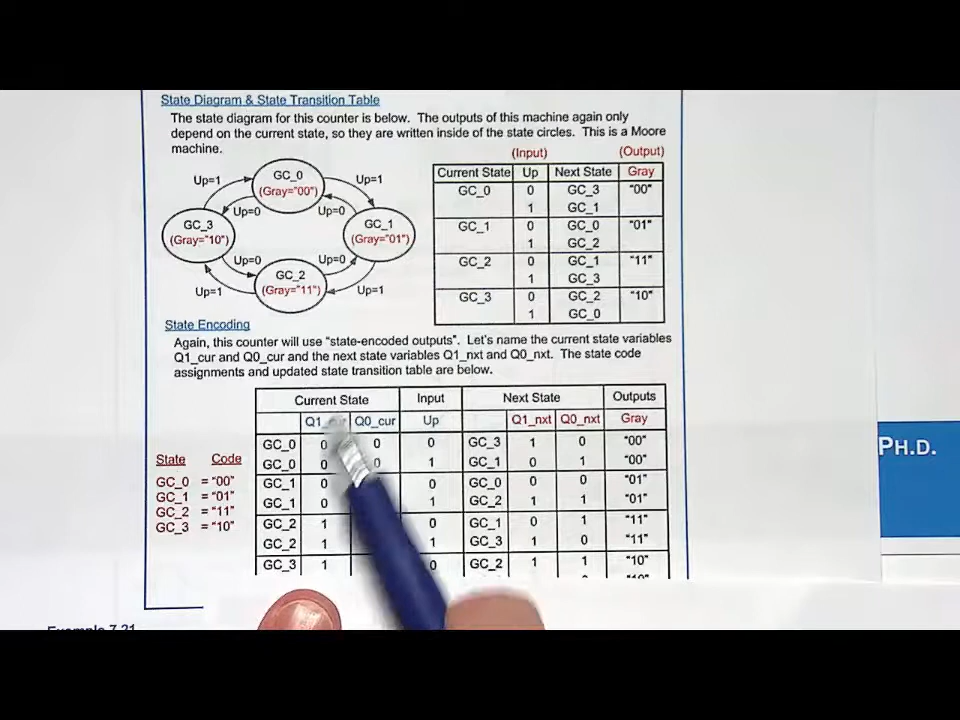 State Diagram & State Transition Table
The state diagram for this counter is below. The outputs of this machine again only
depend on the current state, so they are written inside of the state circles. This is a Moore
machine.
(Input) (Output)
Up=1 GC_0 (Gray="00") Up=1
Up=0 Up=0
GC_3 (Gray="10") GC_1 (Gray="01")
Up=0 Up=0
Up=1 GC_2 (Gray="11") Up=1
Current State Up Next State Gray
GC_0 0 GC_3 "00"
1 GC_1
GC_1 0 GC_0 "01"
1 GC_2
GC_2 0 GC_1 "11"
1 GC_3
GC_3 0 GC_2 "10"
1 GC_0
State Encoding
Again, this counter will use "state-encoded outputs". Let's name the current state variables
Q1_cur and Q0_cur and the next state variables Q1_nxt and Q0_nxt. The state code
assignments and updated state transition table are below.
State Code
GC_0 = "00"
GC_1 = "01"
GC_2 = "11"
GC_3 = "10"
Current State Input Next State Outputs
Q0_cur Up Q1_nxt Q0_nxt Gray
GC_0 0 0 0 GC_3 1 0 "00"
GC_0 0 0 1 GC_1 0 1 "00"
GC_1 0 0 GC_0 0 0 "01"
GC_1 0 1 GC_2 1 1 "01"
GC_2 1 0 GC_1 0 1 "11"
GC_2 1 1 GC_3 1 0 "11"
GC_3 1 0 GC_2 1 1 "10"
PH.D.
Example 7.21